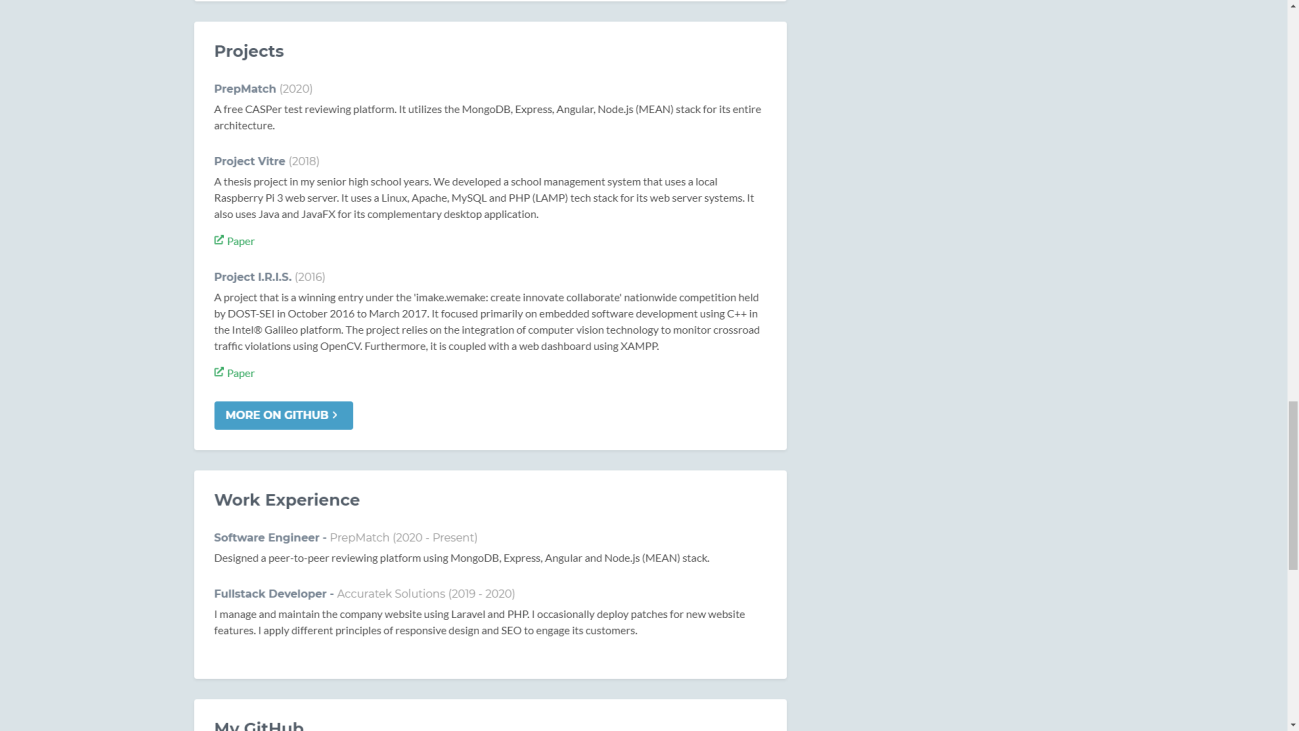 Projects
PrepMatch (2020)
A free CASPer test reviewing platform. It utilizes the MongoDB, Express, Angular, Node.js (MEAN) stack for its entire
architecture.
Project Vitre (2018)
A thesis project in my senior high school years. We developed a school management system that uses a local
Raspberry Pi 3 web server. It uses a Linux, Apache, MySQL and PHP (LAMP) tech stack for its web server systems. It
also uses Java and JavaFX for its complementary desktop application.
Paper
Project I.R.I.S. (2016)
A project that is a winning entry under the 'imake.wemake: create innovate collaborate' nationwide competition held
by DOST-SEI in October 2016 to March 2017. It focused primarily on embedded software development using C++ in
the Intel® Galileo platform. The project relies on the integration of computer vision technology to monitor crossroad
traffic violations using OpenCV. Furthermore, it is coupled with a web dashboard using XAMPP.
Paper
MORE ON GITHUB
Work Experience
Software Engineer - PrepMatch (2020 - Present)
Designed a peer-to-peer reviewing platform using MongoDB, Express, Angular and Node.js (MEAN) stack.
Fullstack Developer - Accuratek Solutions (2019 - 2020)
I manage and maintain the company website using Laravel and PHP. I occasionally deploy patches for new website
features. I apply different principles of responsive design and SEO to engage its customers.
My GitHub